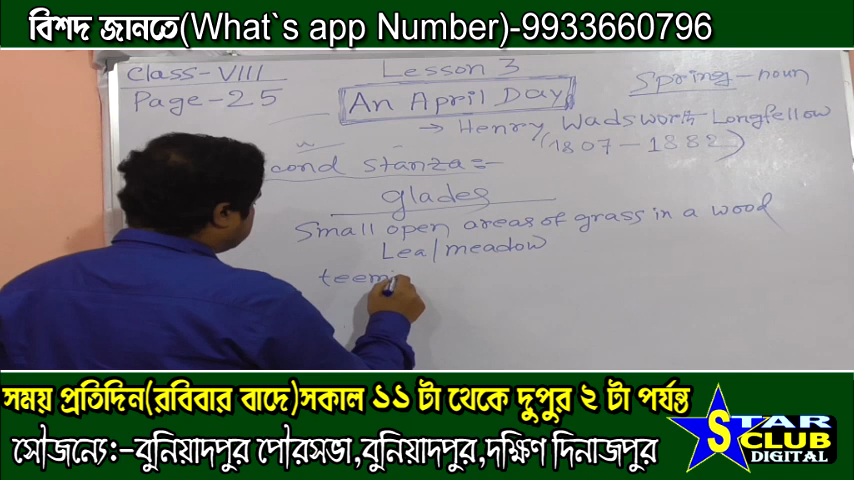 বিশদ জানতে(What`s app Number)-9933660796
Class-VIII
Page-25
Lesson 3
An April Day
Spring-noun
→ Henry Wadsworth Longfellow
(1807-1882)
cond stanza:-
glades
Small open areas of grass in a wood
Lea/meadow
teemi
সময় প্রতিদিন(রবিবার বাদে)সকাল ১১ টা থেকে দুপুর ২ টা পর্যন্ত
সৌজন্যে:-বুনিয়াদপুর পৌরসভা,বুনিয়াদপুর,দক্ষিণ দিনাজপুর
STAR
CLUB
DIGITAL